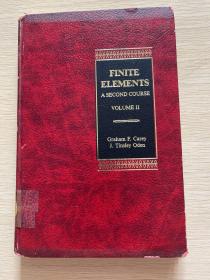 FINITE
ELEMENTS
A SECOND COURSE
VOLUME II
Graham F. Carey
J. Tinsley Oden